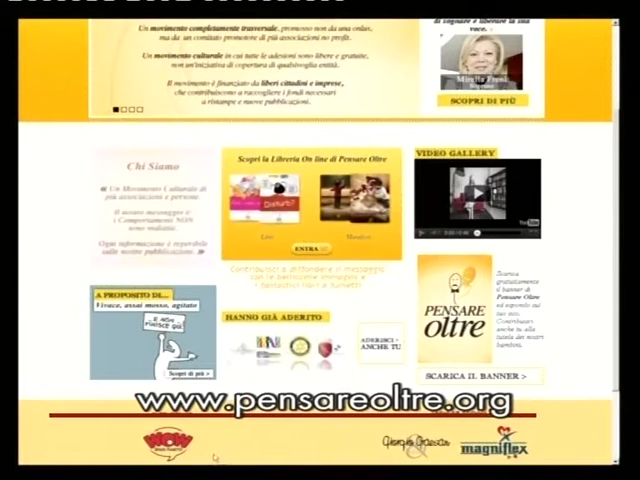 Un movimento completamente trasversale, promosso non da una onlus,
ma da un comitato promotore di più associazioni no profit.
Un movimento culturale in cui tutte le adesioni sono libere e gratuite,
non un'iniziativa di copertura di qualsivoglia entità.
Il movimento è finanziato da liberi cittadini e imprese,
che contribuiscono a raccogliere i fondi necessari
a ristampe e nuove pubblicazioni.
di sognare e liberare la sua
voce.
Mirella Freni
Soprano
SCOPRI DI PIÙ
Chi Siamo
Un Movimento Culturale di
più associazioni e persone.
Il nostro messaggio è:
i Comportamenti NON
sono malattie.
Ogni informazione è reperibile
sulle nostre pubblicazioni.
Scopri la Libreria On line di Pensare Oltre
Disturbi?
Libri
ENTRA
VIDEO GALLERY
YouTube
Contribuisci a diffondere il messaggio
con le bellissime immagini e
i fantastici libri a fumetti
A PROPOSITO DI...
Vivace, assai mosso, agitato
E NON
FINISCE QUI
Scopri di più >
HANNO GIÀ ADERITO
ADERISCI
ANCHE TU
PENSARE
oltre
Scarica
gratuitamente
il banner di
Pensare Oltre
ed esponilo sul
tuo sito.
Contribuirai
anche tu alla
tutela dei nostri
bambini.
SCARICA IL BANNER >
www.pensareoltre.org
WOW
magniflex